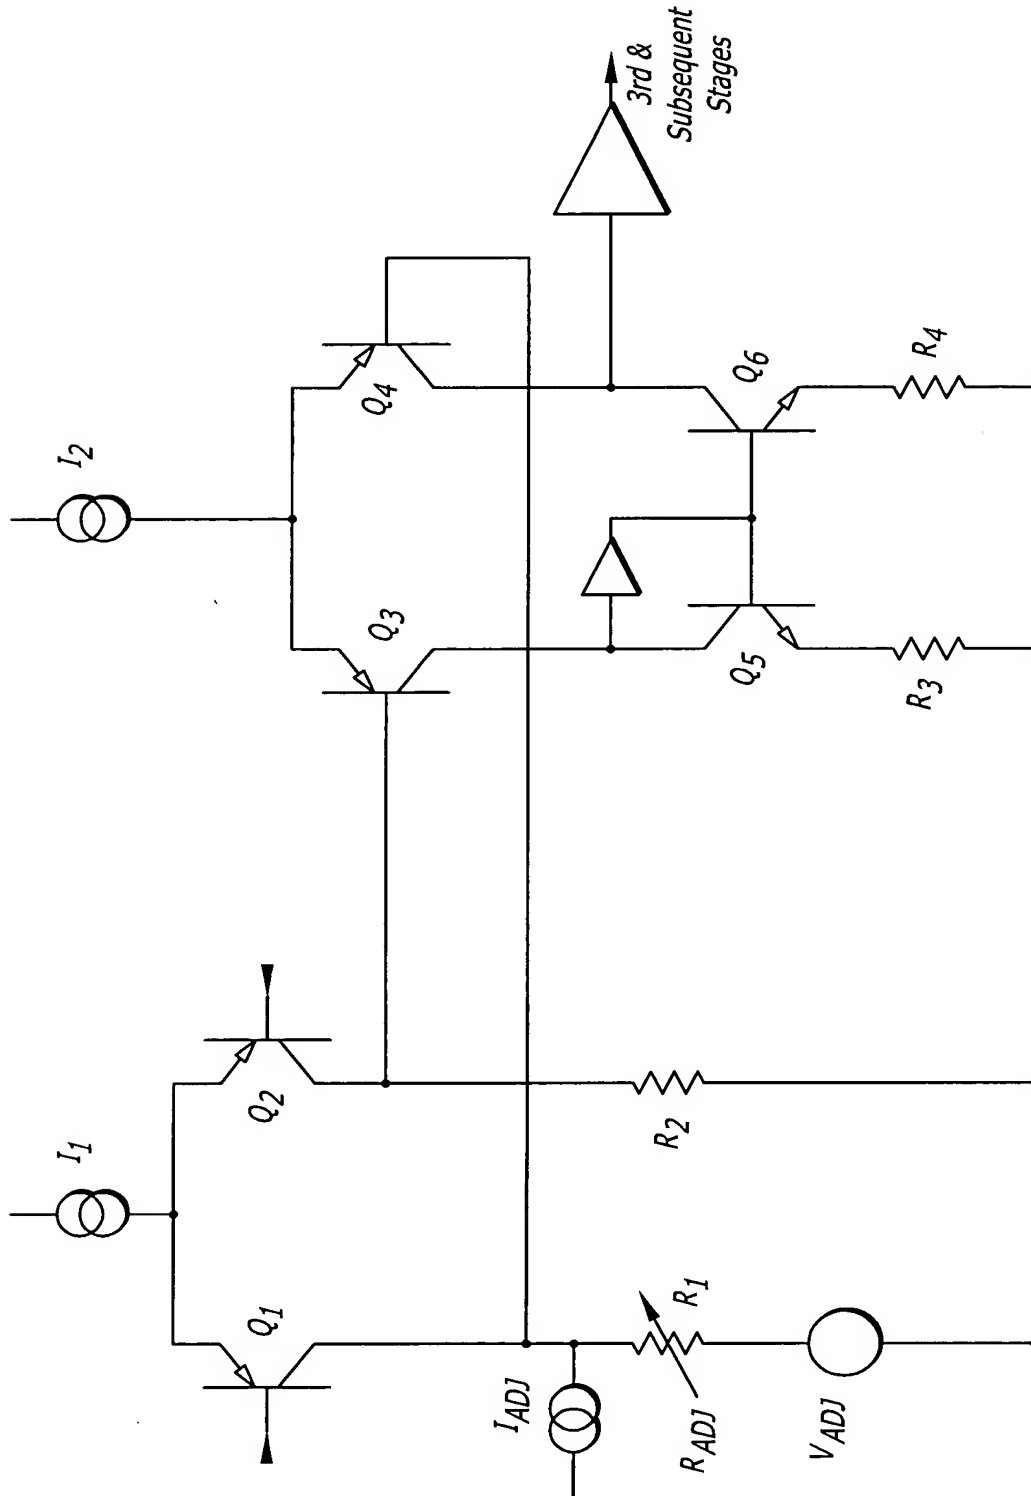 I1
I2
Q1
Q2
Q3
Q4
3rd &
Subsequent
Stages
IADJ
RADJ
R1
R2
VADJ
Q5
Q6
R3
R4